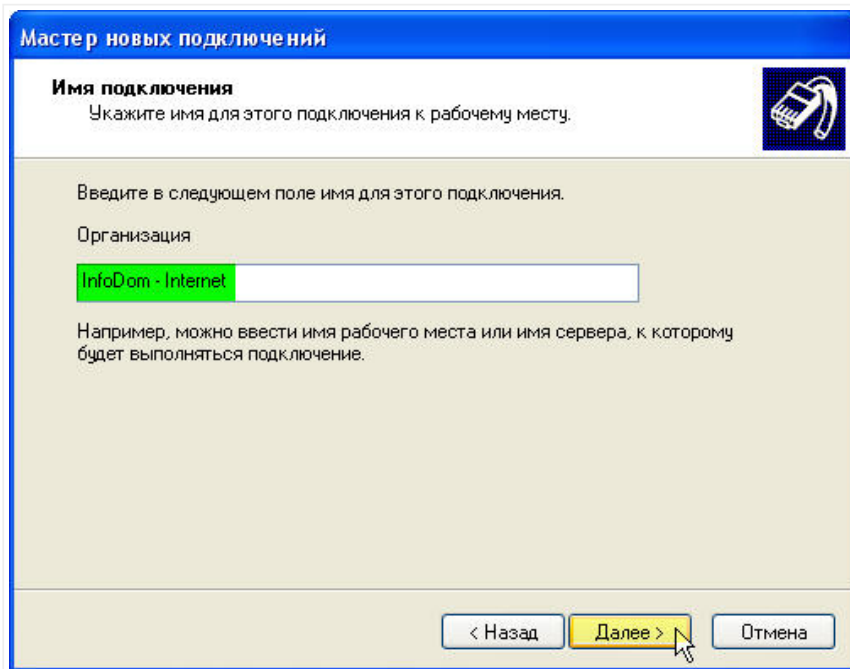 Мастер новых подключений
Имя подключения
Укажите имя для этого подключения к рабочему месту.
Введите в следующем поле имя для этого подключения.
Организация
InfoDom - Internet
Например, можно ввести имя рабочего места или имя сервера, к которому
будет выполняться подключение.
< Назад Далее > Отмена